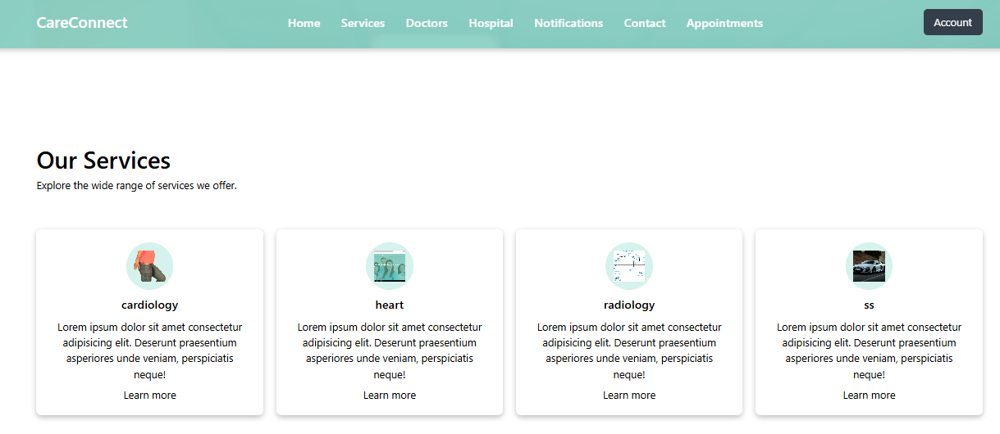 CareConnect Home Services Doctors Hospital Notifications Contact Appointments Account
Our Services
Explore the wide range of services we offer.
cardiology
Lorem ipsum dolor sit amet consectetur
adipisicing elit. Deserunt praesentium
asperiores unde veniam, perspiciatis
neque!
Learn more
heart
Lorem ipsum dolor sit amet consectetur
adipisicing elit. Deserunt praesentium
asperiores unde veniam, perspiciatis
neque!
Learn more
radiology
Lorem ipsum dolor sit amet consectetur
adipisicing elit. Deserunt praesentium
asperiores unde veniam, perspiciatis
neque!
Learn more
ss
Lorem ipsum dolor sit amet consectetur
adipisicing elit. Deserunt praesentium
asperiores unde veniam, perspiciatis
neque!
Learn more